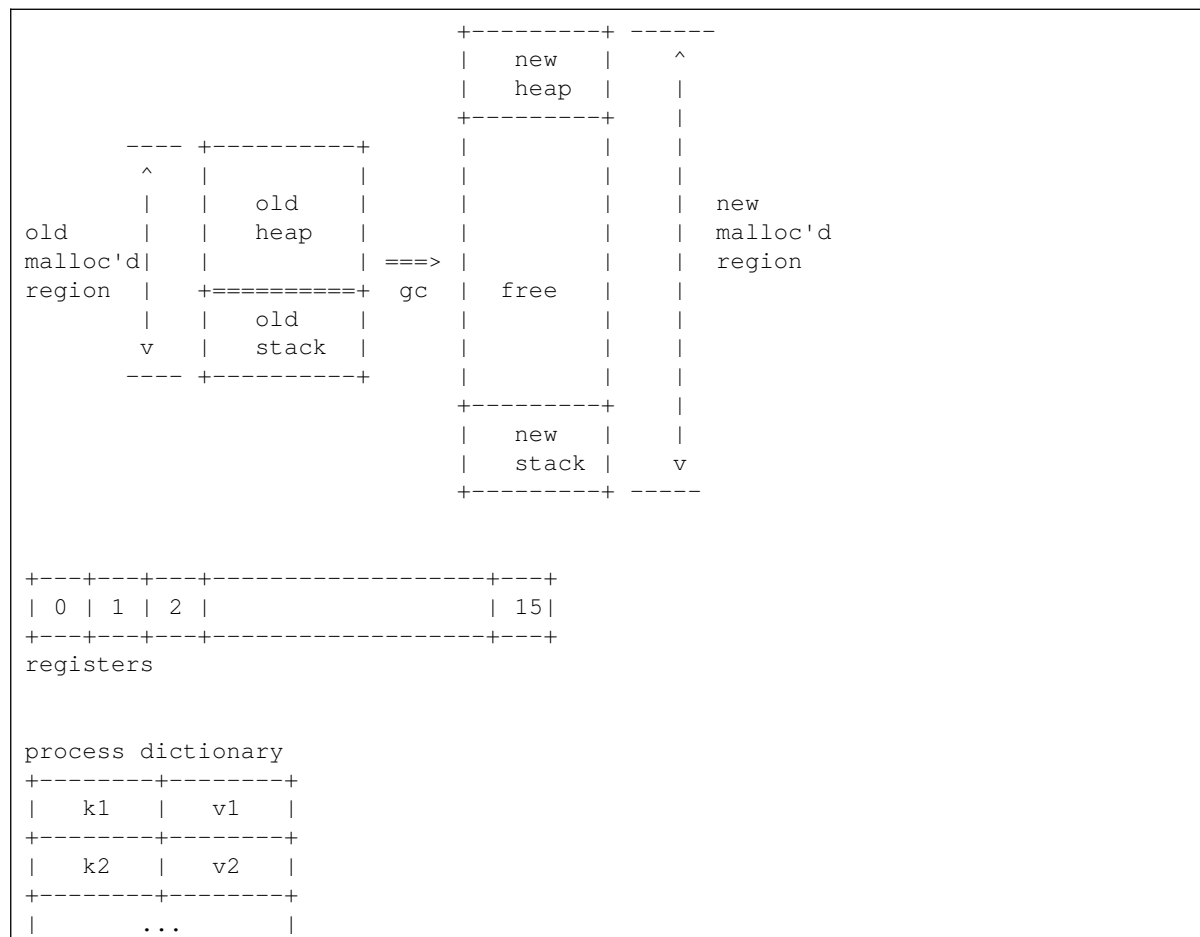 +---------+ ------
|   new   |    ^
|   heap  |    |
+---------+    |
---- +----------+      |         |    |
^   |          |      |         |    |
|   |   old    |      |         |    |  new
old     |   |   heap   |      |         |    |  malloc'd
malloc'd|   |          | ===> |         |    |  region
region  |   +==========+  gc  |  free   |    |
|   |   old    |      |         |    |
v   |   stack  |      |         |    |
---- +----------+      |         |    |
+---------+    |
|   new   |    |
|   stack |    v
+---------+ -----
+---+---+---+-------------------+---+
| 0 | 1 | 2 |                   | 15|
+---+---+---+-------------------+---+
registers
process dictionary
+--------+--------+
|   k1   |   v1   |
+--------+--------+
|   k2   |   v2   |
+--------+--------+
|       ...       |